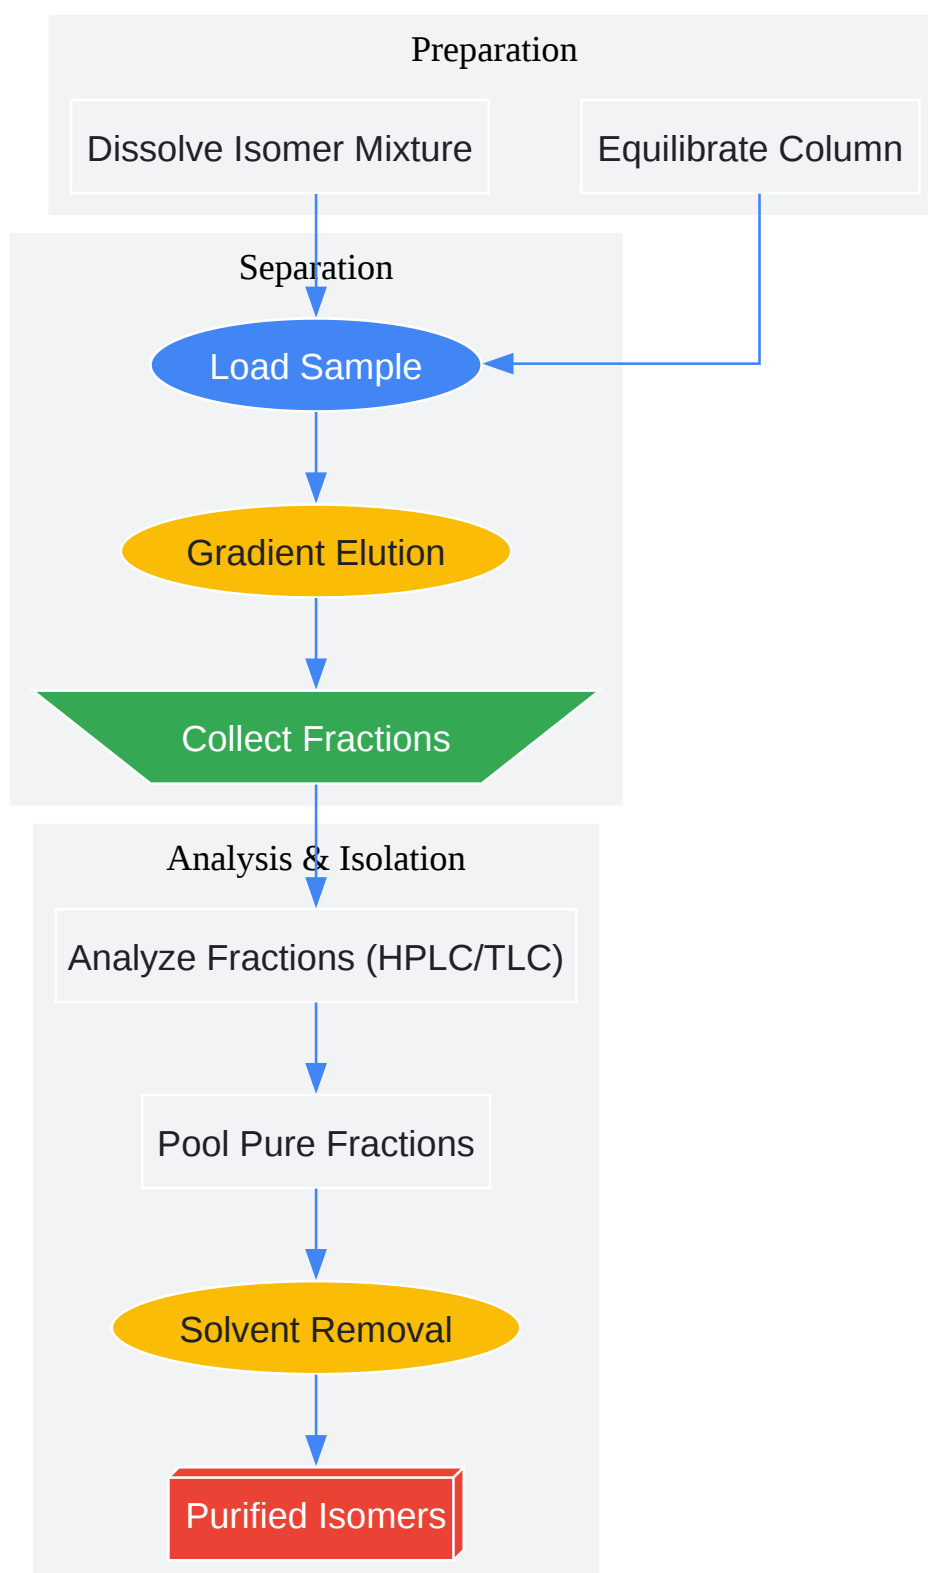 Preparation
Dissolve Isomer Mixture
Equilibrate Column
Separation
Load Sample
Gradient Elution
Collect Fractions
Analysis & Isolation
Analyze Fractions (HPLC/TLC)
Pool Pure Fractions
Solvent Removal
Purified Isomers